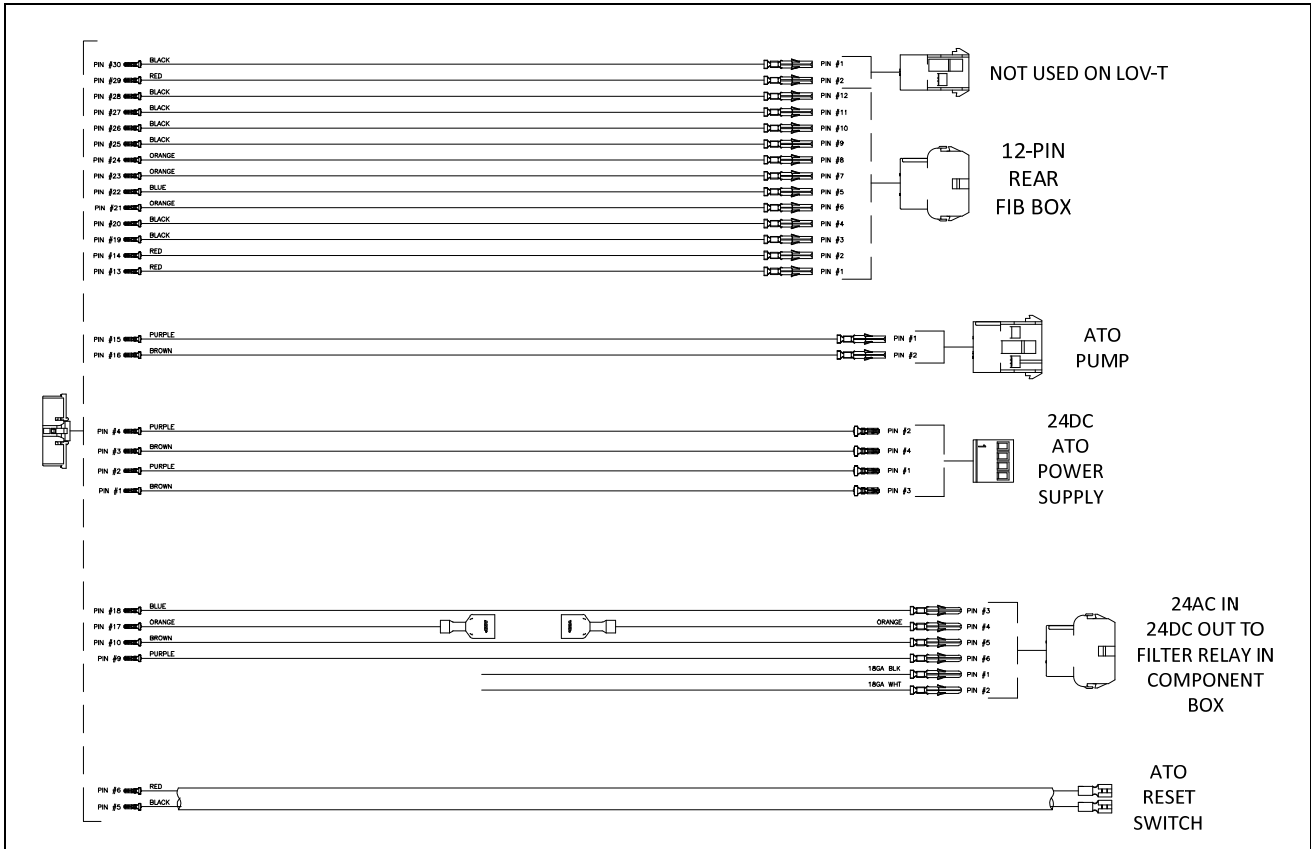 PIN #30 BLACK PIN #1
PIN #29 RED PIN #2
NOT USED ON LOV-T
PIN #28 BLACK PIN #12
PIN #27 BLACK PIN #11
PIN #26 BLACK PIN #10
PIN #25 BLACK PIN #9
PIN #24 ORANGE PIN #8
PIN #23 ORANGE PIN #7
PIN #22 BLUE PIN #5
PIN #21 ORANGE PIN #6
PIN #20 BLACK PIN #4
PIN #19 BLACK PIN #3
PIN #14 RED PIN #2
PIN #13 RED PIN #1
12-PIN
REAR
FIB BOX
PIN #15 PURPLE PIN #1
PIN #16 BROWN PIN #2
ATO
PUMP
PIN #4 PURPLE PIN #2
PIN #3 BROWN PIN #4
PIN #2 PURPLE PIN #1
PIN #1 BROWN PIN #3
1
24DC
ATO
POWER
SUPPLY
PIN #18 BLUE PIN #3
PIN #17 ORANGE ORANGE PIN #4
PIN #10 BROWN PIN #5
PIN #9 PURPLE PIN #6
18GA BLK PIN #1
18GA WHT PIN #2
24AC IN
24DC OUT TO
FILTER RELAY IN
COMPONENT
BOX
PIN #6 RED
PIN #5 BLACK
ATO
RESET
SWITCH